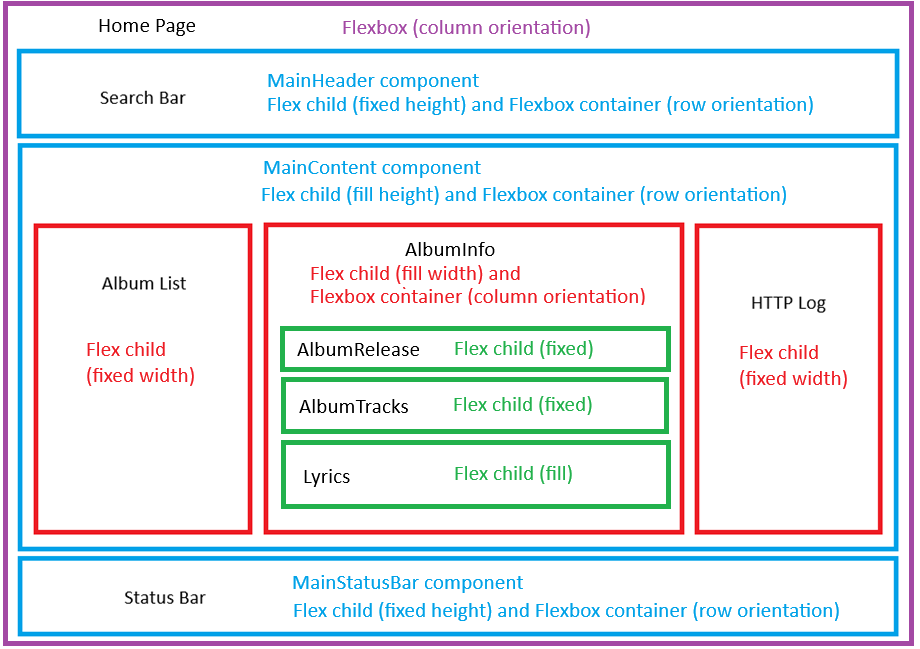 Home Page
Flexbox (column orientation)
MainHeader component
Search Bar
Flex child (fixed height) and Flexbox container (row orientation)
MainContent component
Flex child (fill height) and Flexbox container (row orientation)
Album List
Flex child
(fixed width)
AlbumInfo
Flex child (fill width) and
Flexbox container (column orientation)
AlbumRelease
Flex child (fixed)
AlbumTracks
Flex child (fixed)
Lyrics
Flex child (fill)
HTTP Log
Flex child
(fixed width)
MainStatusBar component
Status Bar
Flex child (fixed height) and Flexbox container (row orientation)